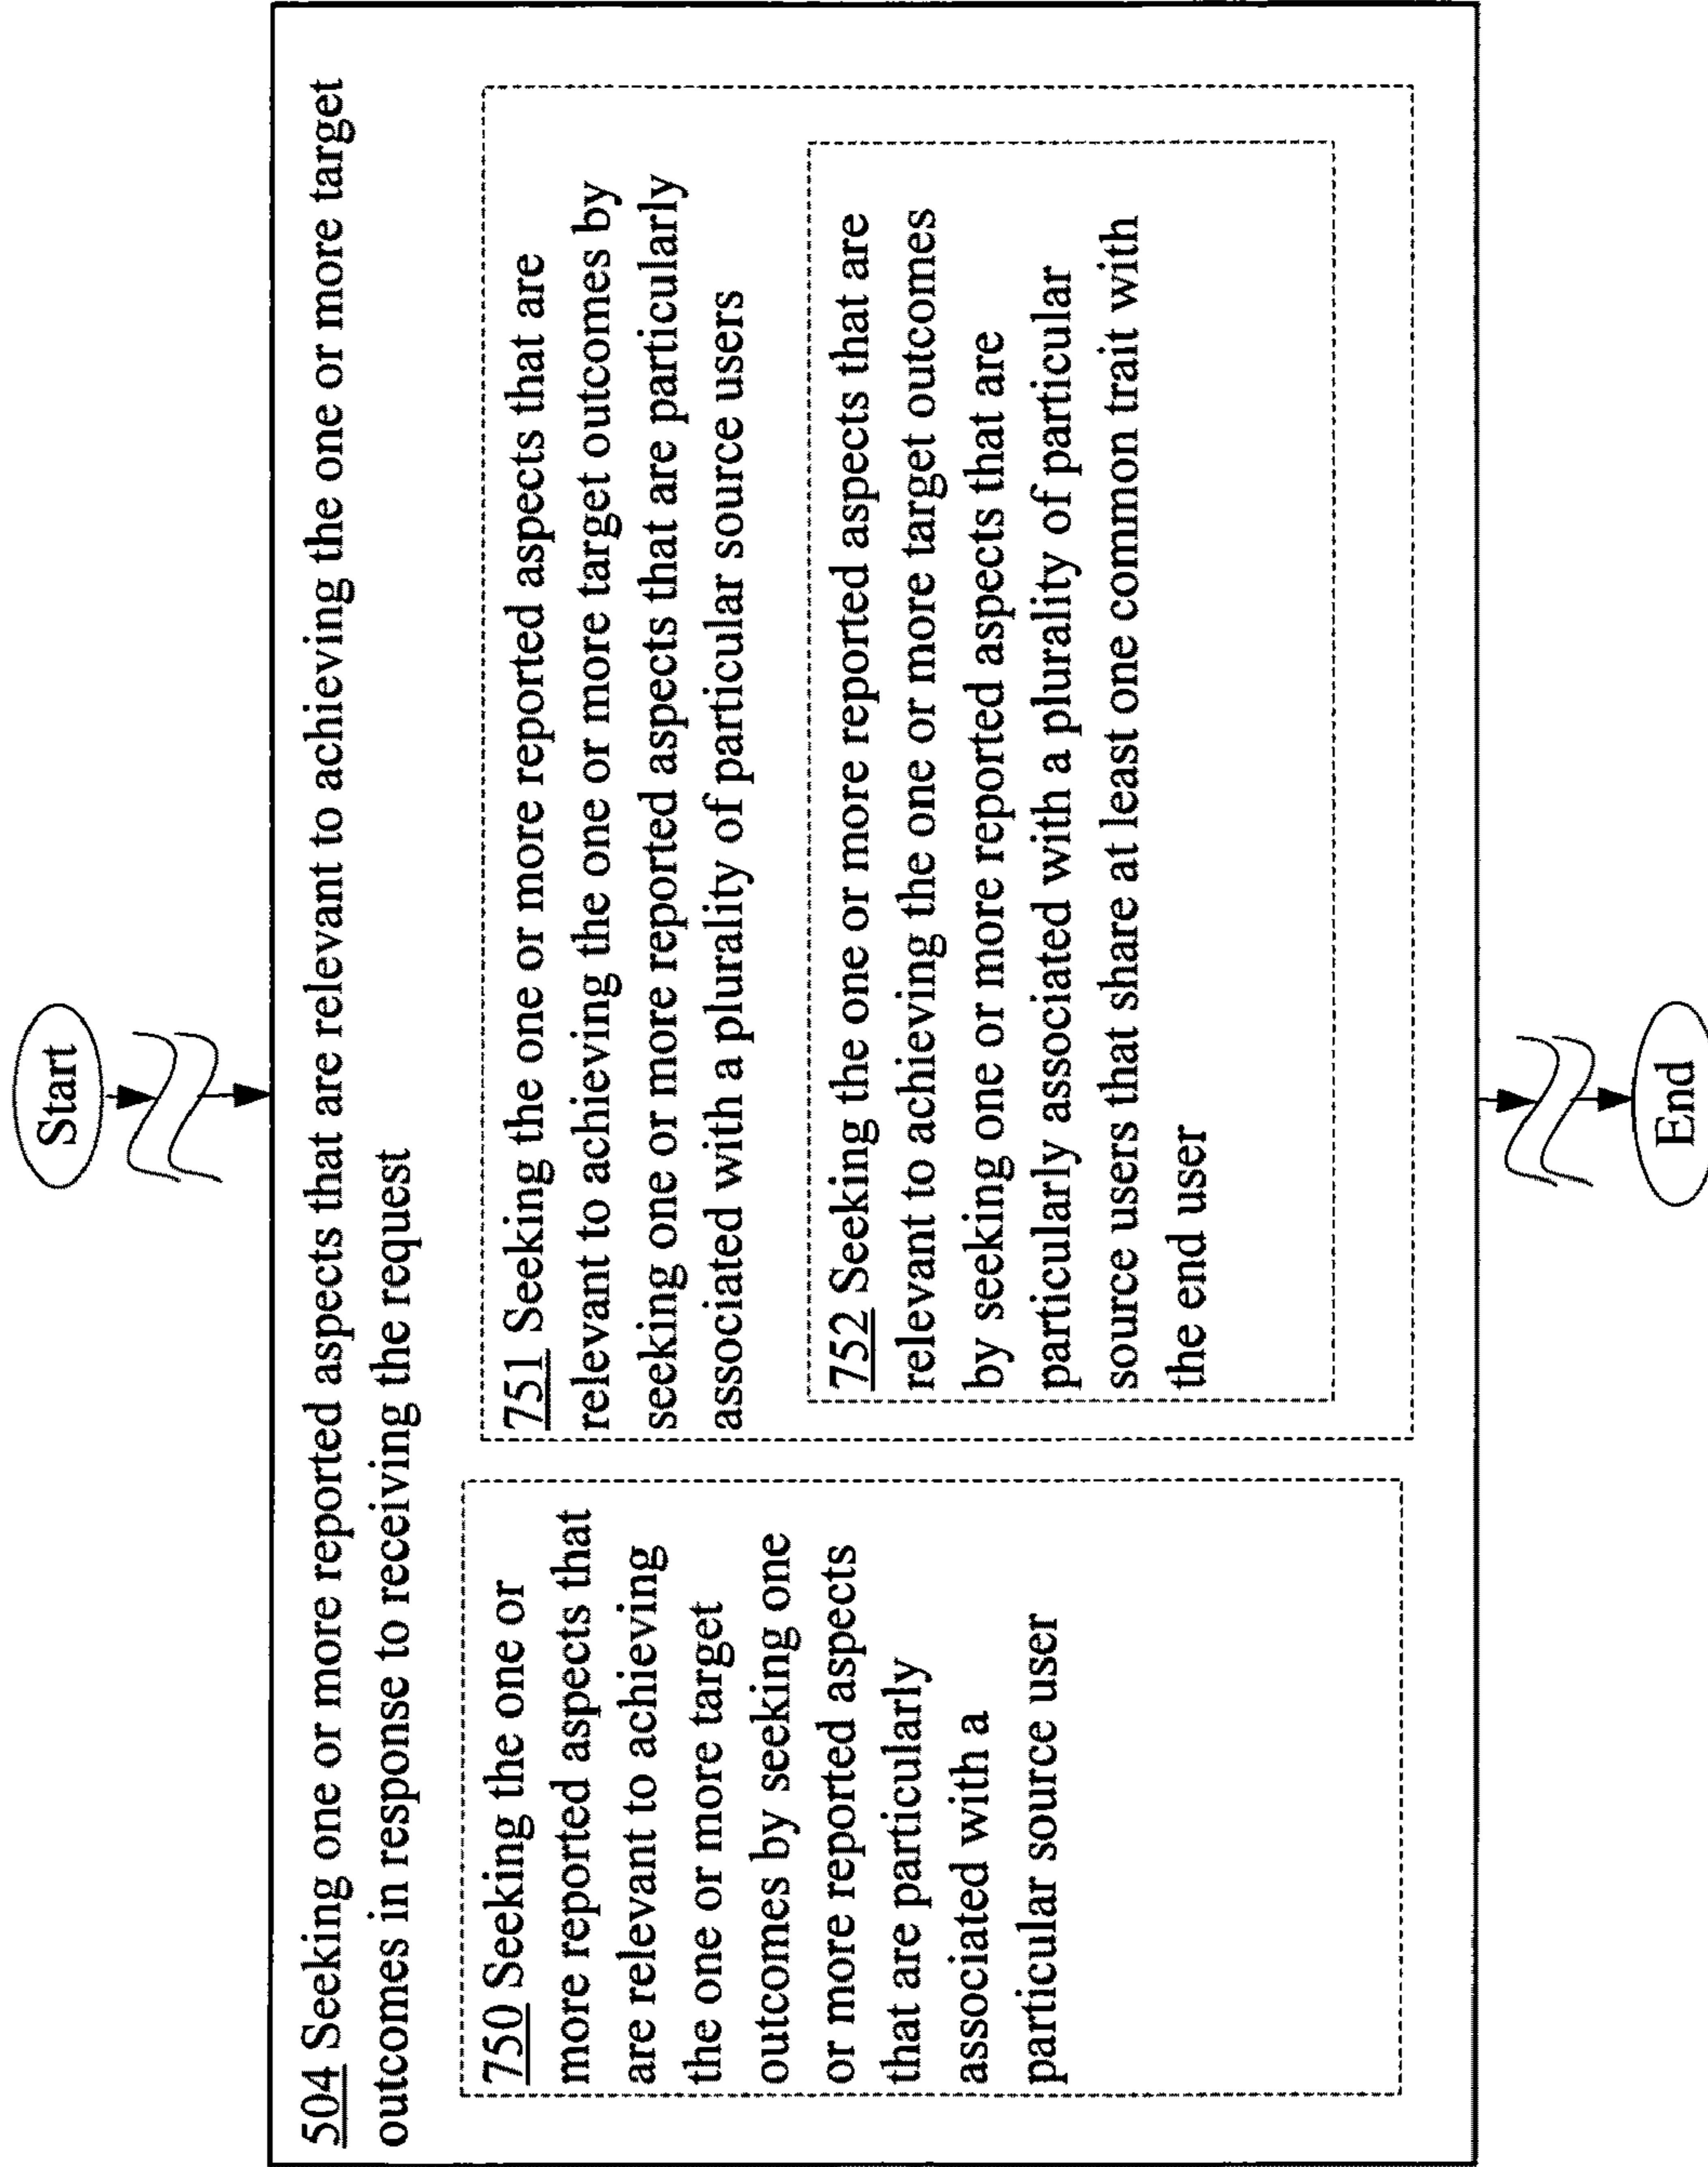 Start
504 Seeking one or more reported aspects that are relevant to achieving the one or more target
outcomes in response to receiving the request
750 Seeking the one or
more reported aspects that
are relevant to achieving
the one or more target
outcomes by seeking one
or more reported aspects
that are particularly
associated with a
particular source user
751 Seeking the one or more reported aspects that are
relevant to achieving the one or more target outcomes by
seeking one or more reported aspects that are particularly
associated with a plurality of particular source users
752 Seeking the one or more reported aspects that are
relevant to achieving the one or more target outcomes
by seeking one or more reported aspects that are
particularly associated with a plurality of particular
source users that share at least one common trait with
the end user
End